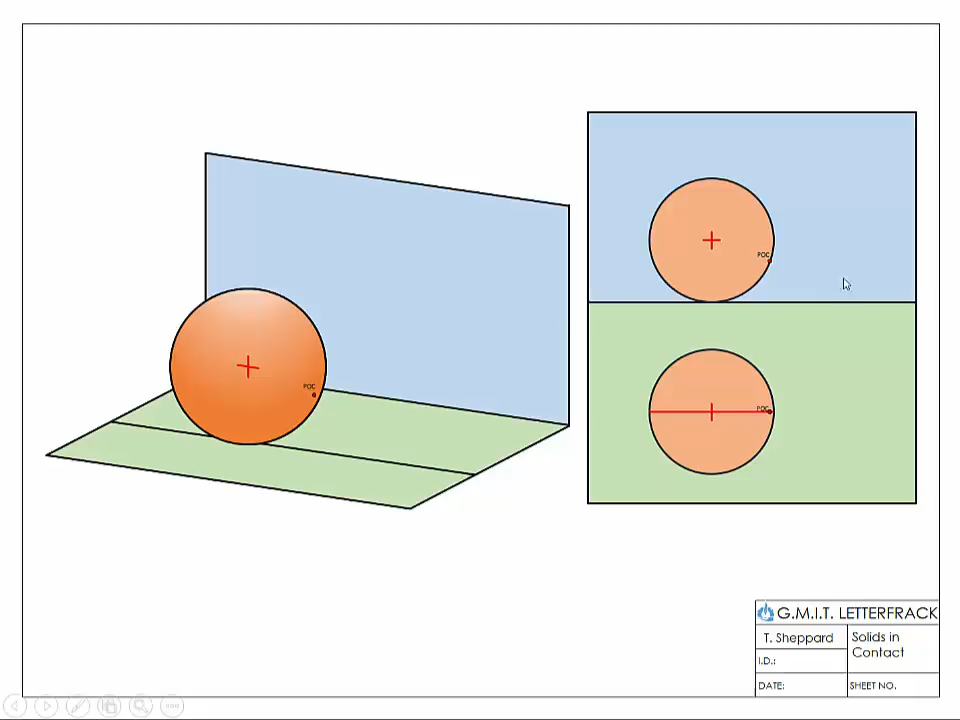 POC
POC
POC
G.M.I.T. LETTERFRACK
T. Sheppard
Solids in
Contact
I.D.:
DATE:
SHEET NO.